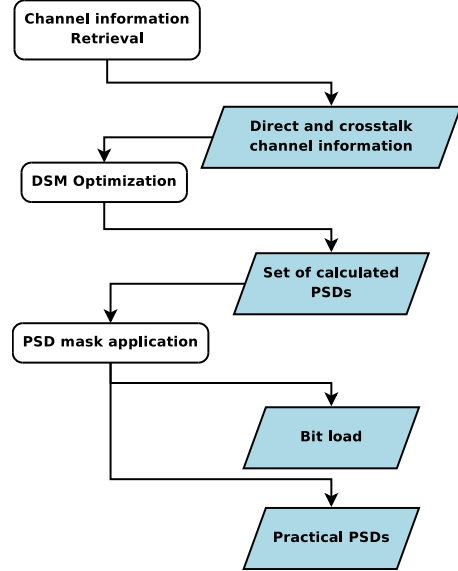 Channel information
Retrieval
Direct and crosstalk
channel information
DSM Optimization
Set of calculated
PSDs
PSD mask application
Bit load
Practical PSDs